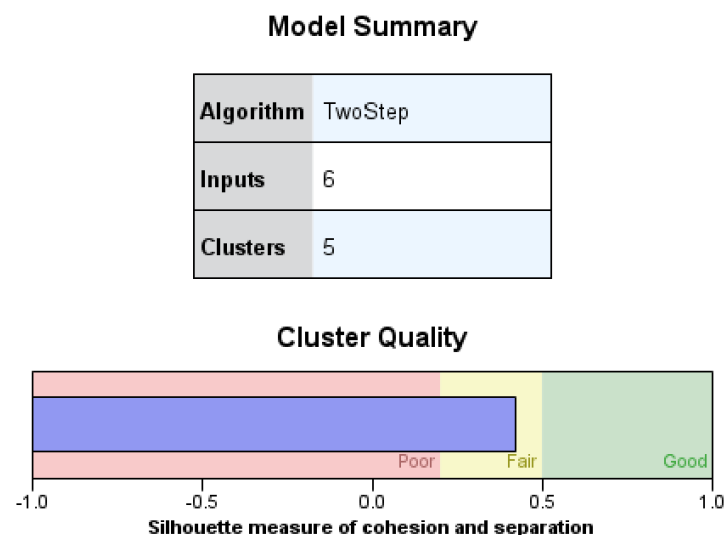 Model Summary
Algorithm TwoStep
Inputs 6
Clusters 5
Cluster Quality
Poor Fair Good
-1.0 -0.5 0.0 0.5 1.0
Silhouette measure of cohesion and separation